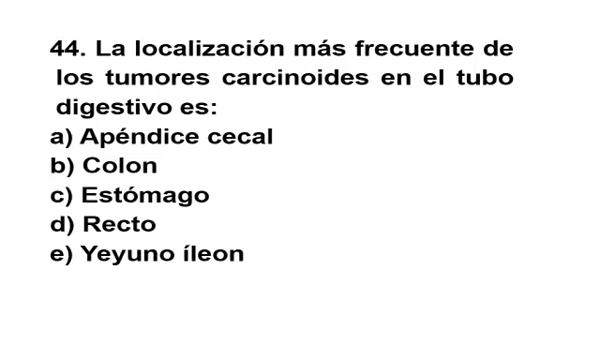 44. La localización más frecuente de
los tumores carcinoides en el tubo
digestivo es:
a) Apéndice cecal
b) Colon
c) Estómago
d) Recto
e) Yeyuno íleon